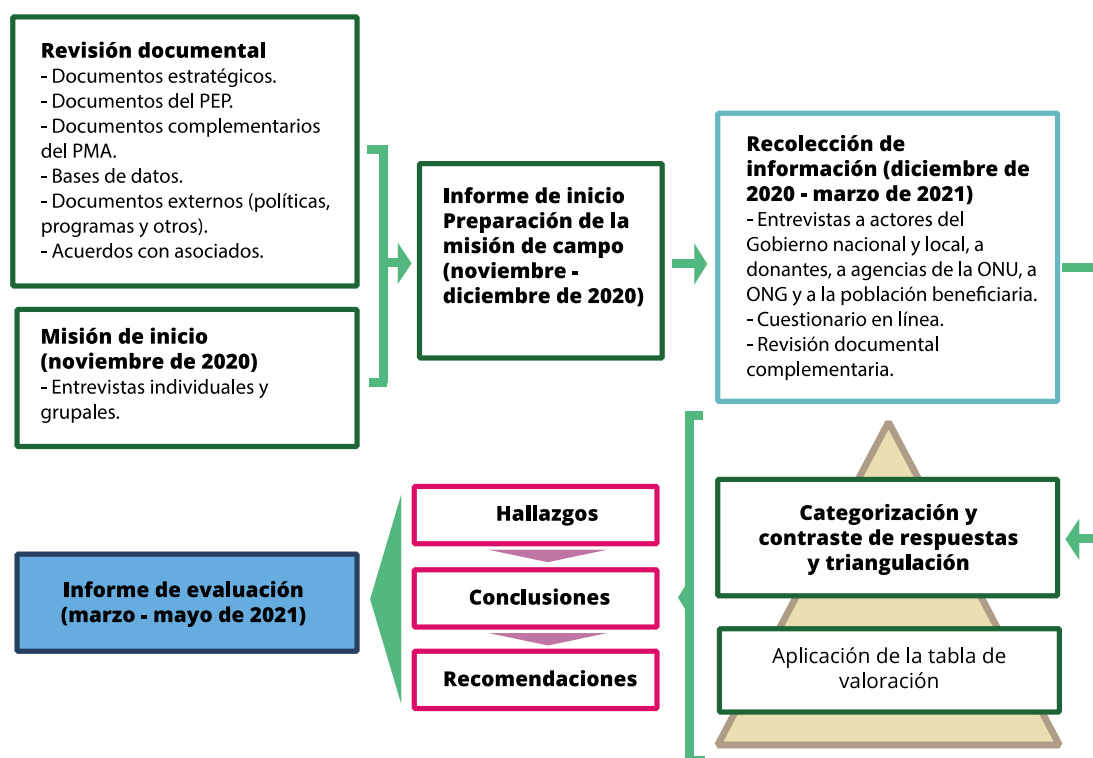 Revisión documental
- Documentos estratégicos.
- Documentos del PEP.
- Documentos complementarios
del PMA.
- Bases de datos.
- Documentos externos (políticas,
programas y otros).
- Acuerdos con asociados.
Misión de inicio
(noviembre de 2020)
- Entrevistas individuales y
grupales.
Informe de inicio
Preparación de la
misión de campo
(noviembre -
diciembre de 2020)
Recolección de
información (diciembre de
2020 - marzo de 2021)
- Entrevistas a actores del
Gobierno nacional y local, a
donantes, a agencias de la ONU, a
ONG y a la población beneficiaria.
- Cuestionario en línea.
- Revisión documental
complementaria.
Categorización y
contraste de respuestas
y triangulación
Aplicación de la tabla de
valoración
Hallazgos
Conclusiones
Recomendaciones
Informe de evaluación
(marzo - mayo de 2021)